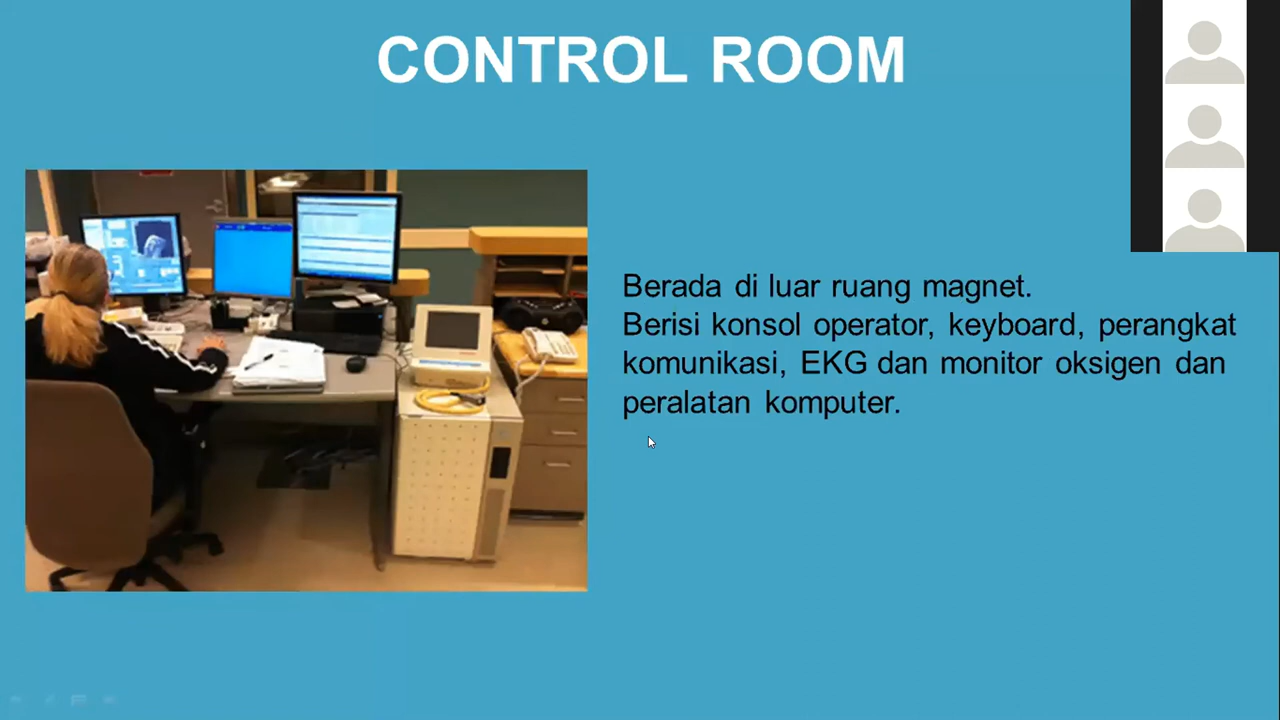 CONTROL ROOM
Berada di luar ruang magnet.
Berisi konsol operator, keyboard, perangkat
komunikasi, EKG dan monitor oksigen dan
peralatan komputer.